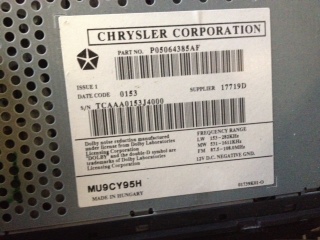 CHRYSLER CORPORATION
PART NO. P05064385AF
ISSUE 1
DATE CODE 0153 SUPPLIER 17719D
S/N TCAAA0153J4000
Dolby noise reduction manufactured
under license from Dolby Laboratories
Licensing Corporation
"DOLBY" and the double-D symbol are
trademarks of Dolby Laboratories
Licensing Corporation
FREQUENCY RANGE
LW 153-282KHz
MW 531-1611KHz
FM 87.5-108.0MHz
12V D.C. NEGATIVE GND.
MU9CY95H
MADE IN HUNGARY